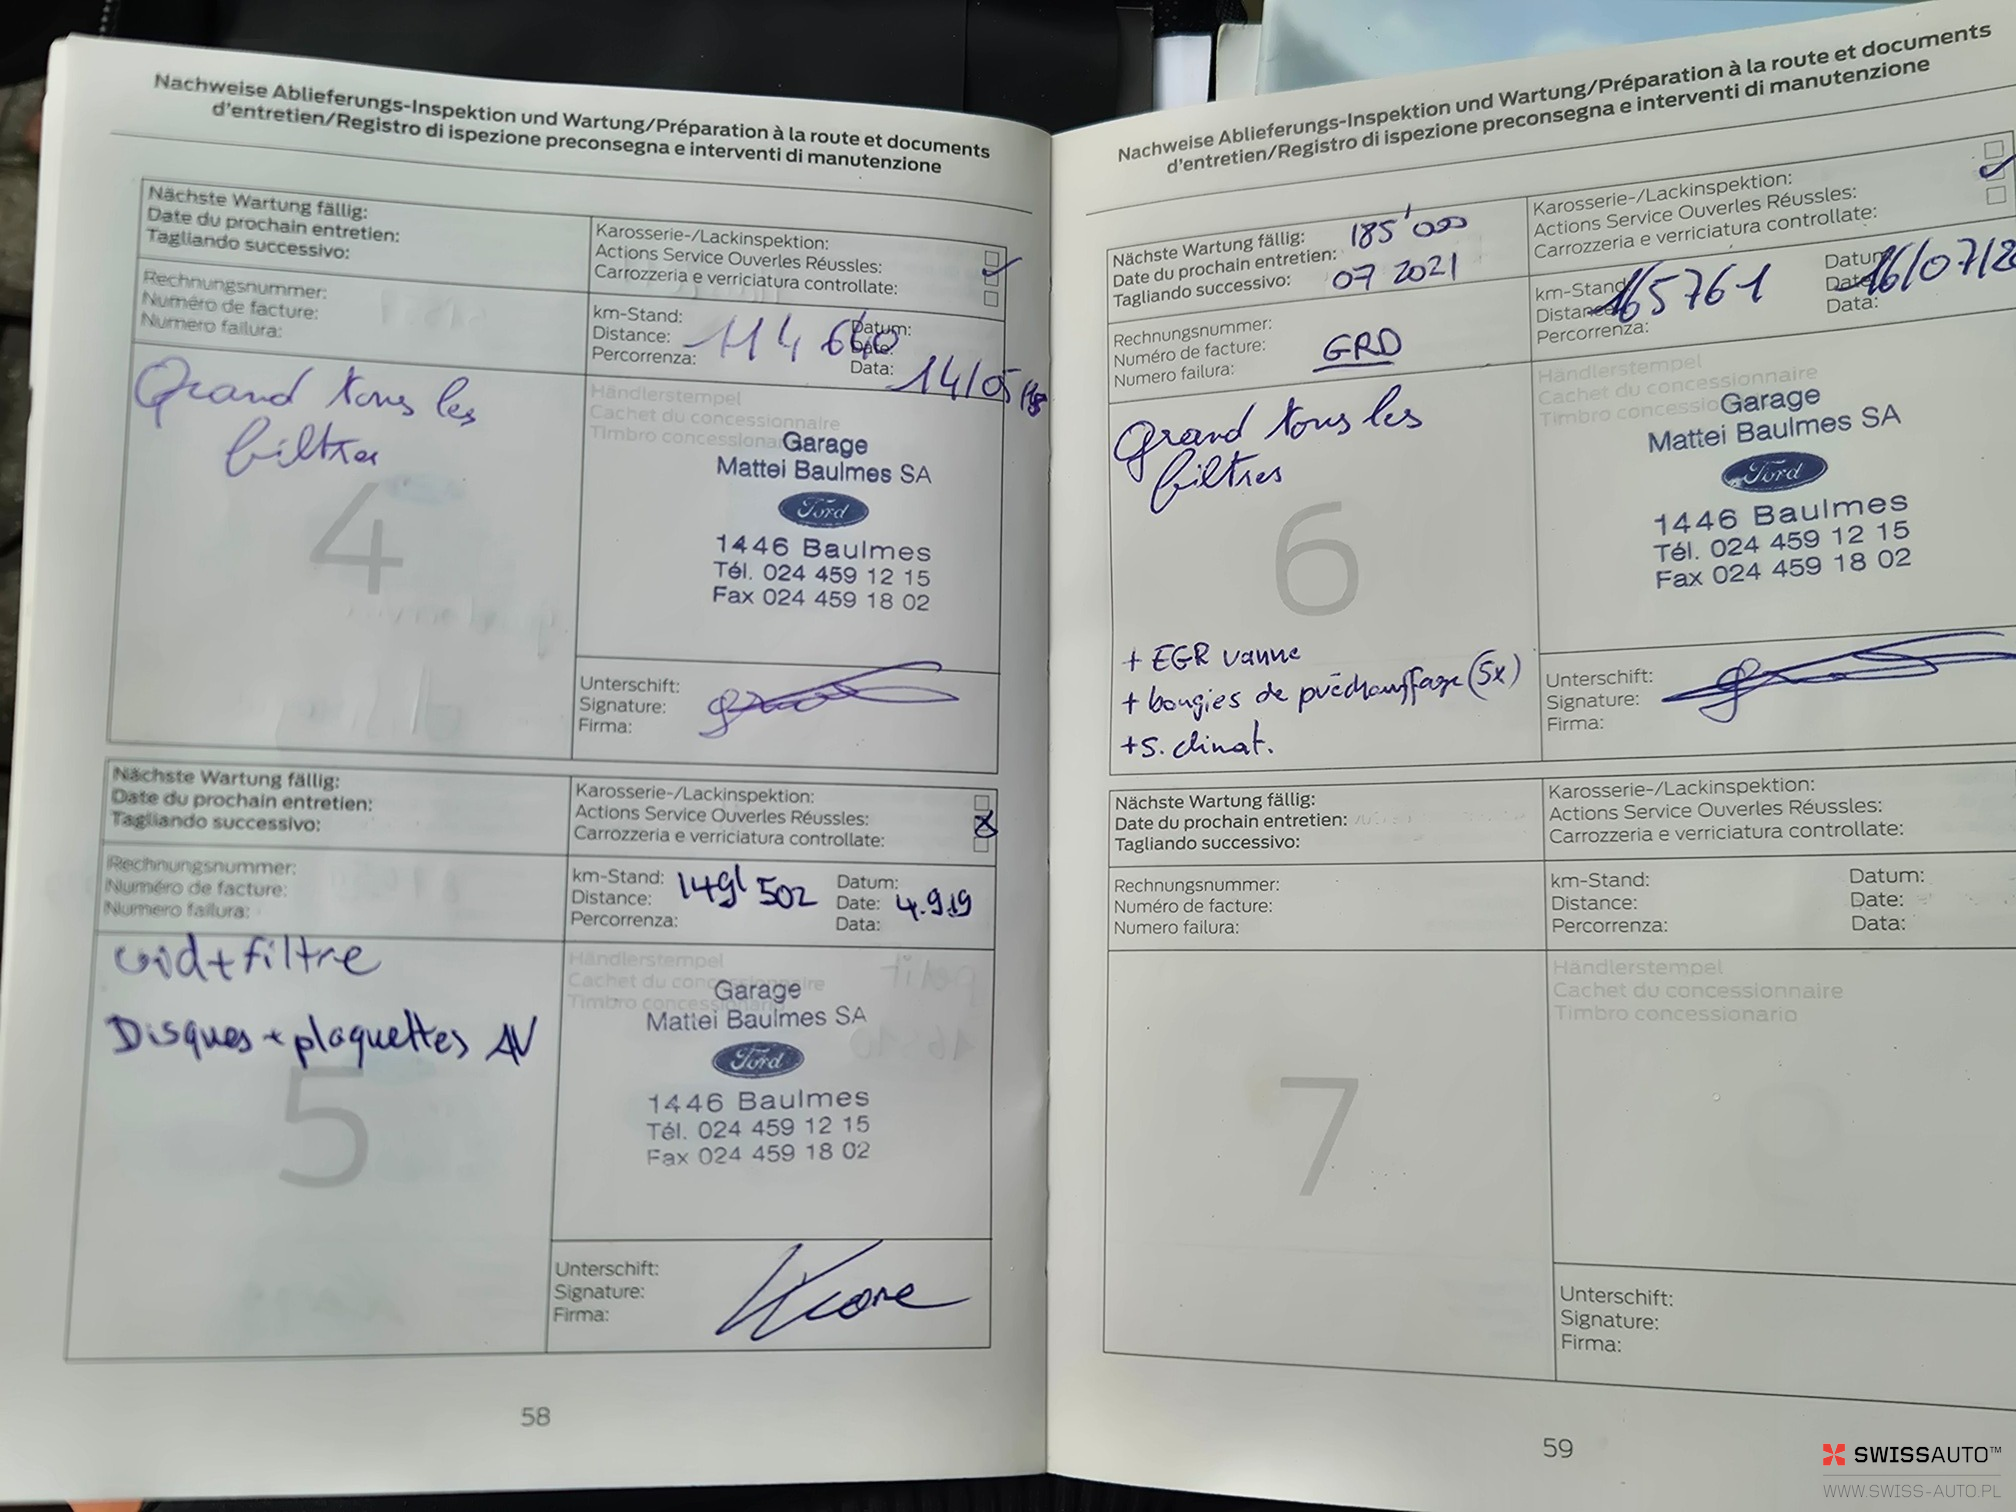 Nachweise Ablieferungs-Inspektion und Wartung/Préparation à la route et documents
d'entretien/Registro di ispezione preconsegna e interventi di manutenzione
Nächste Wartung fällig:
Date du prochain entretien:
Tagliando successivo:
Karosserie-/Lackinspektion:
Actions Service Ouverles Réussles:
Carrozzeria e verriciatura controllate:
Rechnungsnummer:
Numéro de facture:
Numero failura:
km-Stand:
Distance:
Percorrenza:
114 640
Datum:
Date:
Data:
14/05/18
Grand tous les
filtres
4
Händlerstempel
Cachet du concessionnaire
Timbro concessionario
Garage
Mattei Baulmes SA
Ford
1446 Baulmes
Tél. 024 459 12 15
Fax 024 459 18 02
Unterschift:
Signature:
Firma:
Nächste Wartung fällig:
Date du prochain entretien:
Tagliando successivo:
Karosserie-/Lackinspektion:
Actions Service Ouverles Réussles:
Carrozzeria e verriciatura controllate:
Rechnungsnummer:
Numéro de facture:
Numero failura:
km-Stand:
Distance:
Percorrenza:
149'502
Datum:
Date:
Data:
4.9.19
+ filtre
Disques + plaquettes AV
5
Händlerstempel
Cachet du concessionnaire
Timbro concessionario
Garage
Mattei Baulmes SA
Ford
1446 Baulmes
Tél. 024 459 12 15
Fax 024 459 18 02
Unterschift:
Signature:
Firma:
58
Nachweise Ablieferungs-Inspektion und Wartung/Préparation à la route et documents
d'entretien/Registro di ispezione preconsegna e interventi di manutenzione
Nächste Wartung fällig:
Date du prochain entretien:
Tagliando successivo:
185'000
07 2021
Karosserie-/Lackinspektion:
Actions Service Ouverles Réussles:
Carrozzeria e verriciatura controllate:
Rechnungsnummer:
Numéro de facture:
Numero failura:
GRD
km-Stand
Distance:
Percorrenza:
165761
Datum
Date
Data:
16/07/20
Grand tous les
filtres
6
+ EGR vanne
+ bougies de préchauffage (5x)
+ S. climat.
Händlerstempel
Cachet du concessionnaire
Timbro concessio
Garage
Mattei Baulmes SA
Ford
1446 Baulmes
Tél. 024 459 12 15
Fax 024 459 18 02
Unterschift:
Signature:
Firma:
Nächste Wartung fällig:
Date du prochain entretien:
Tagliando successivo:
Karosserie-/Lackinspektion:
Actions Service Ouverles Réussles:
Carrozzeria e verriciatura controllate:
Rechnungsnummer:
Numéro de facture:
Numero failura:
km-Stand:
Distance:
Percorrenza:
Datum:
Date:
Data:
7
Händlerstempel
Cachet du concessionnaire
Timbro concessionario
Unterschift:
Signature:
Firma:
59
SWISSAUTO™
WWW.SWISS-AUTO.PL